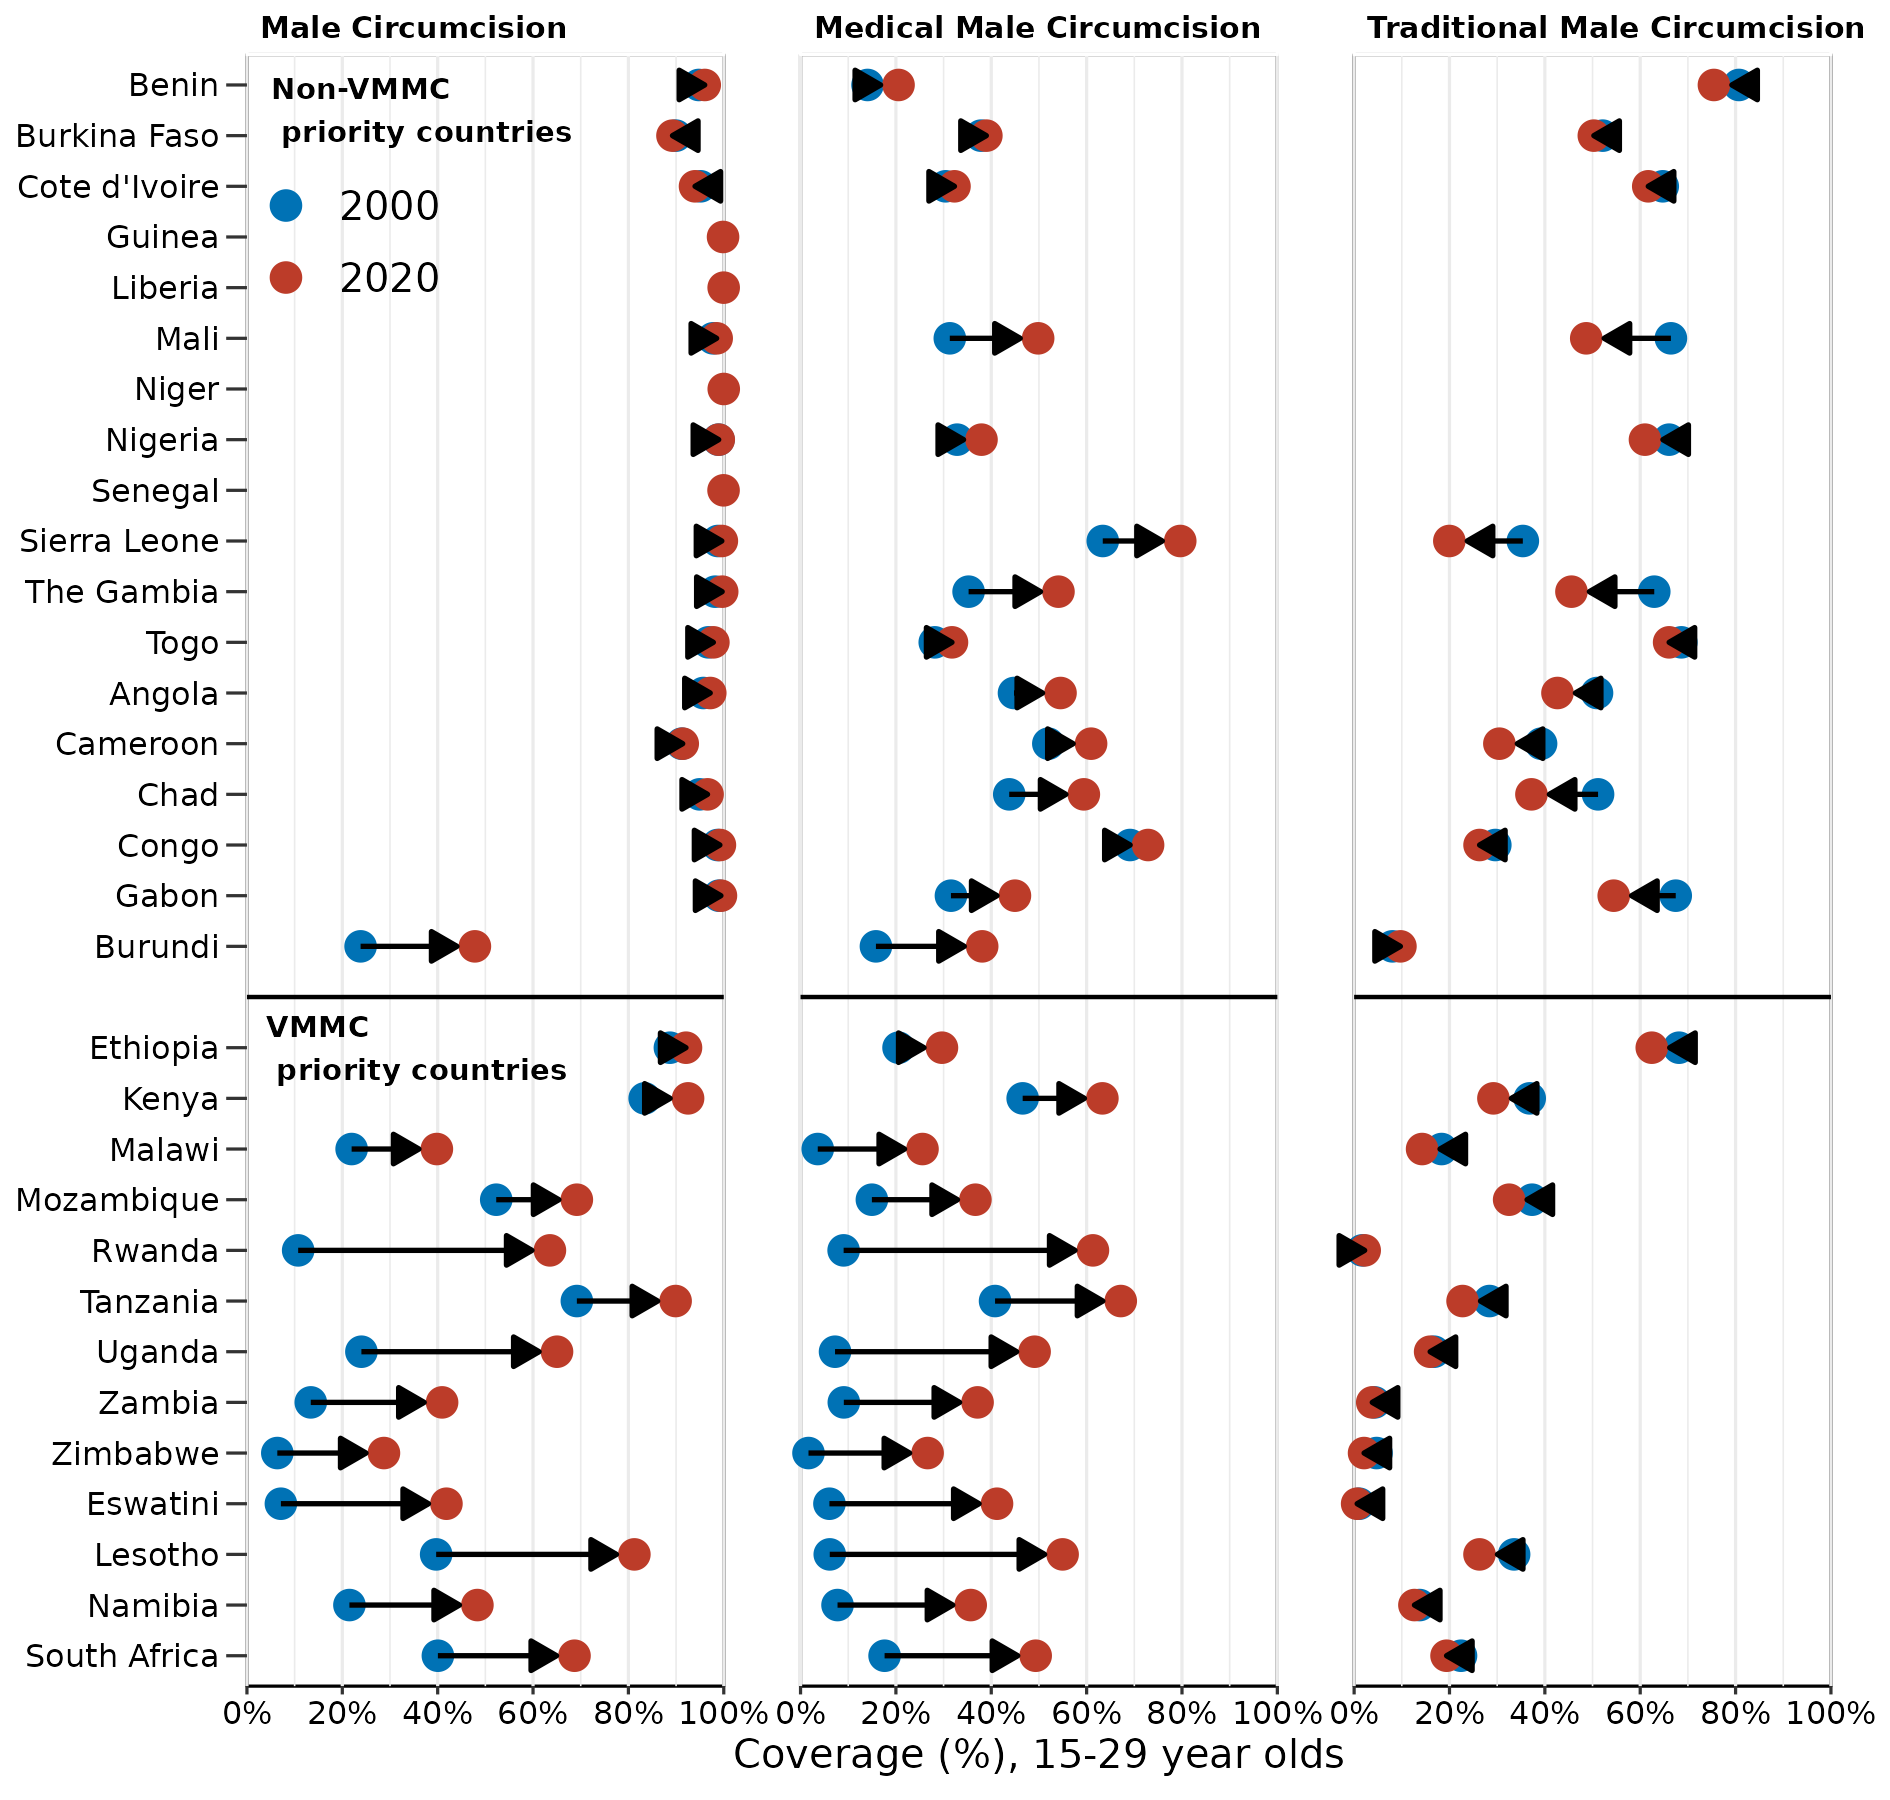 Male Circumcision
Medical Male Circumcision
Traditional Male Circumcision
Non-VMMC
priority countries
2000
2020
Benin
Burkina Faso
Cote d'Ivoire
Guinea
Liberia
Mali
Niger
Nigeria
Senegal
Sierra Leone
The Gambia
Togo
Angola
Cameroon
Chad
Congo
Gabon
Burundi
VMMC
priority countries
Ethiopia
Kenya
Malawi
Mozambique
Rwanda
Tanzania
Uganda
Zambia
Zimbabwe
Eswatini
Lesotho
Namibia
South Africa
0% 20% 40% 60% 80% 100% 0% 20% 40% 60% 80% 100% 0% 20% 40% 60% 80% 100%
Coverage (%), 15-29 year olds